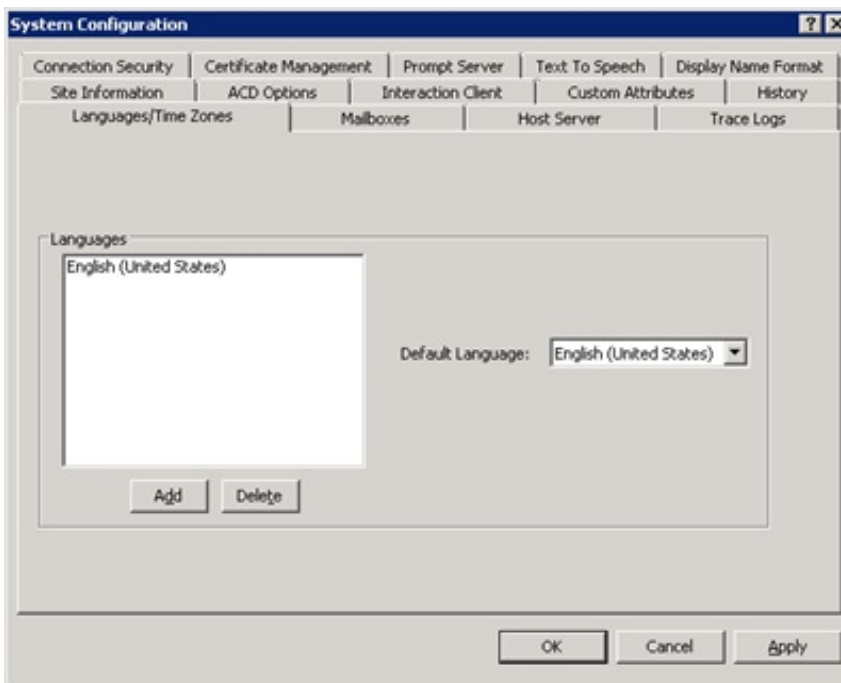 System Configuration
Connection Security Certificate Management Prompt Server Text To Speech Display Name Format
Site Information ACD Options Interaction Client Custom Attributes History
Languages/Time Zones Mailboxes Host Server Trace Logs
Languages
English (United States)
Default Language: English (United States)
Add Delete
OK Cancel Apply